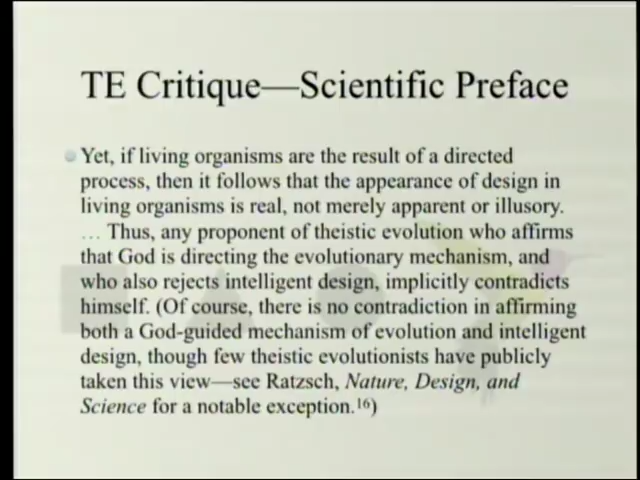 TE Critique—Scientific Preface
Yet, if living organisms are the result of a directed
process, then it follows that the appearance of design in
living organisms is real, not merely apparent or illusory.
… Thus, any proponent of theistic evolution who affirms
that God is directing the evolutionary mechanism, and
who also rejects intelligent design, implicitly contradicts
himself. (Of course, there is no contradiction in affirming
both a God-guided mechanism of evolution and intelligent
design, though few theistic evolutionists have publicly
taken this view—see Ratzsch, Nature, Design, and
Science for a notable exception.¹⁶)